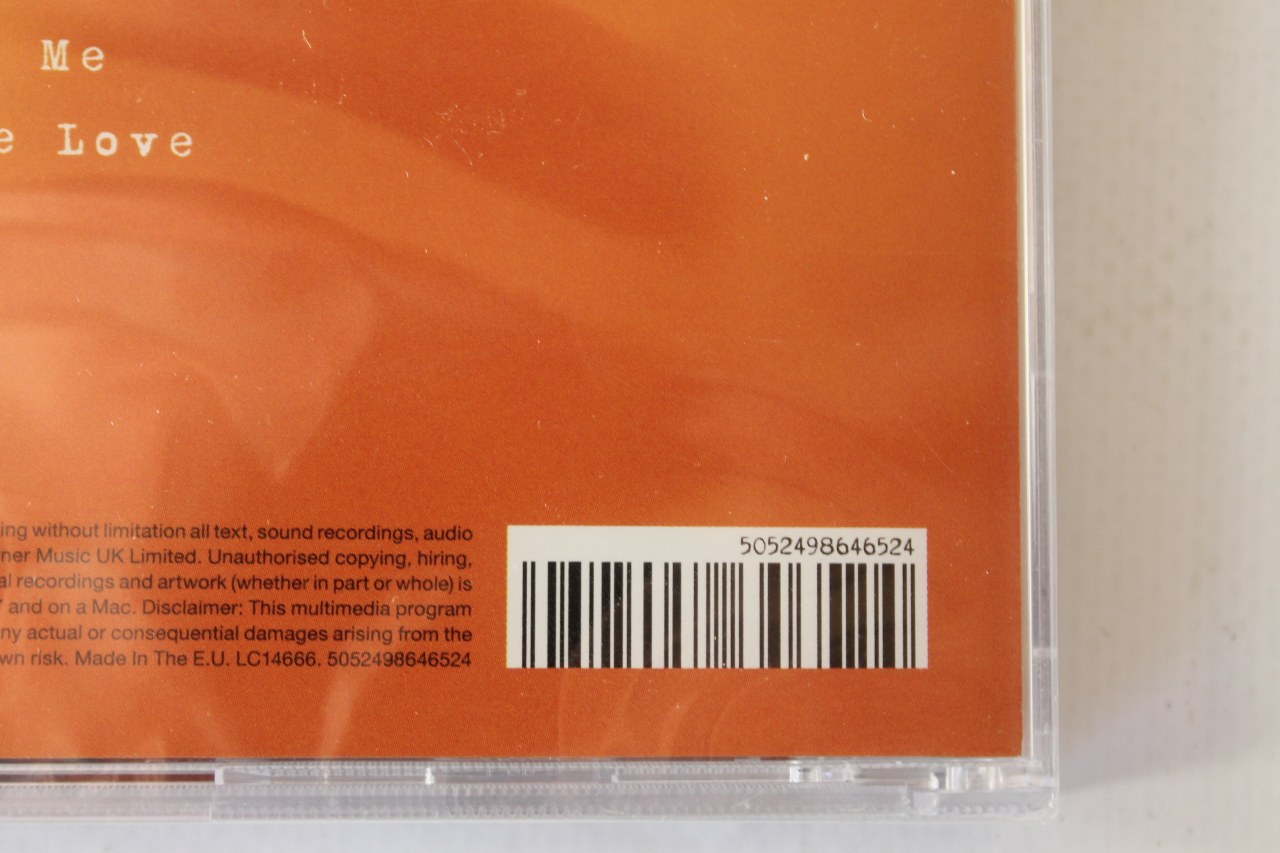 Me
e Love
ing without limitation all text, sound recordings, audio
ner Music UK Limited. Unauthorised copying, hiring,
al recordings and artwork (whether in part or whole) is
and on a Mac. Disclaimer: This multimedia program
ny actual or consequential damages arising from the
wn risk. Made In The E.U. LC14666. 5052498646524
5052498646524